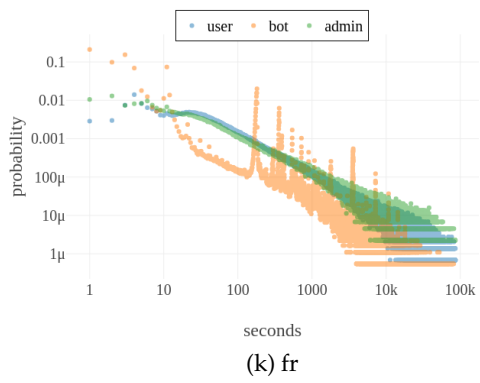 user bot admin
0.1
0.01
0.001
100μ
10μ
1μ
probability
1 10 100 1000 10k 100k
seconds
(k) fr